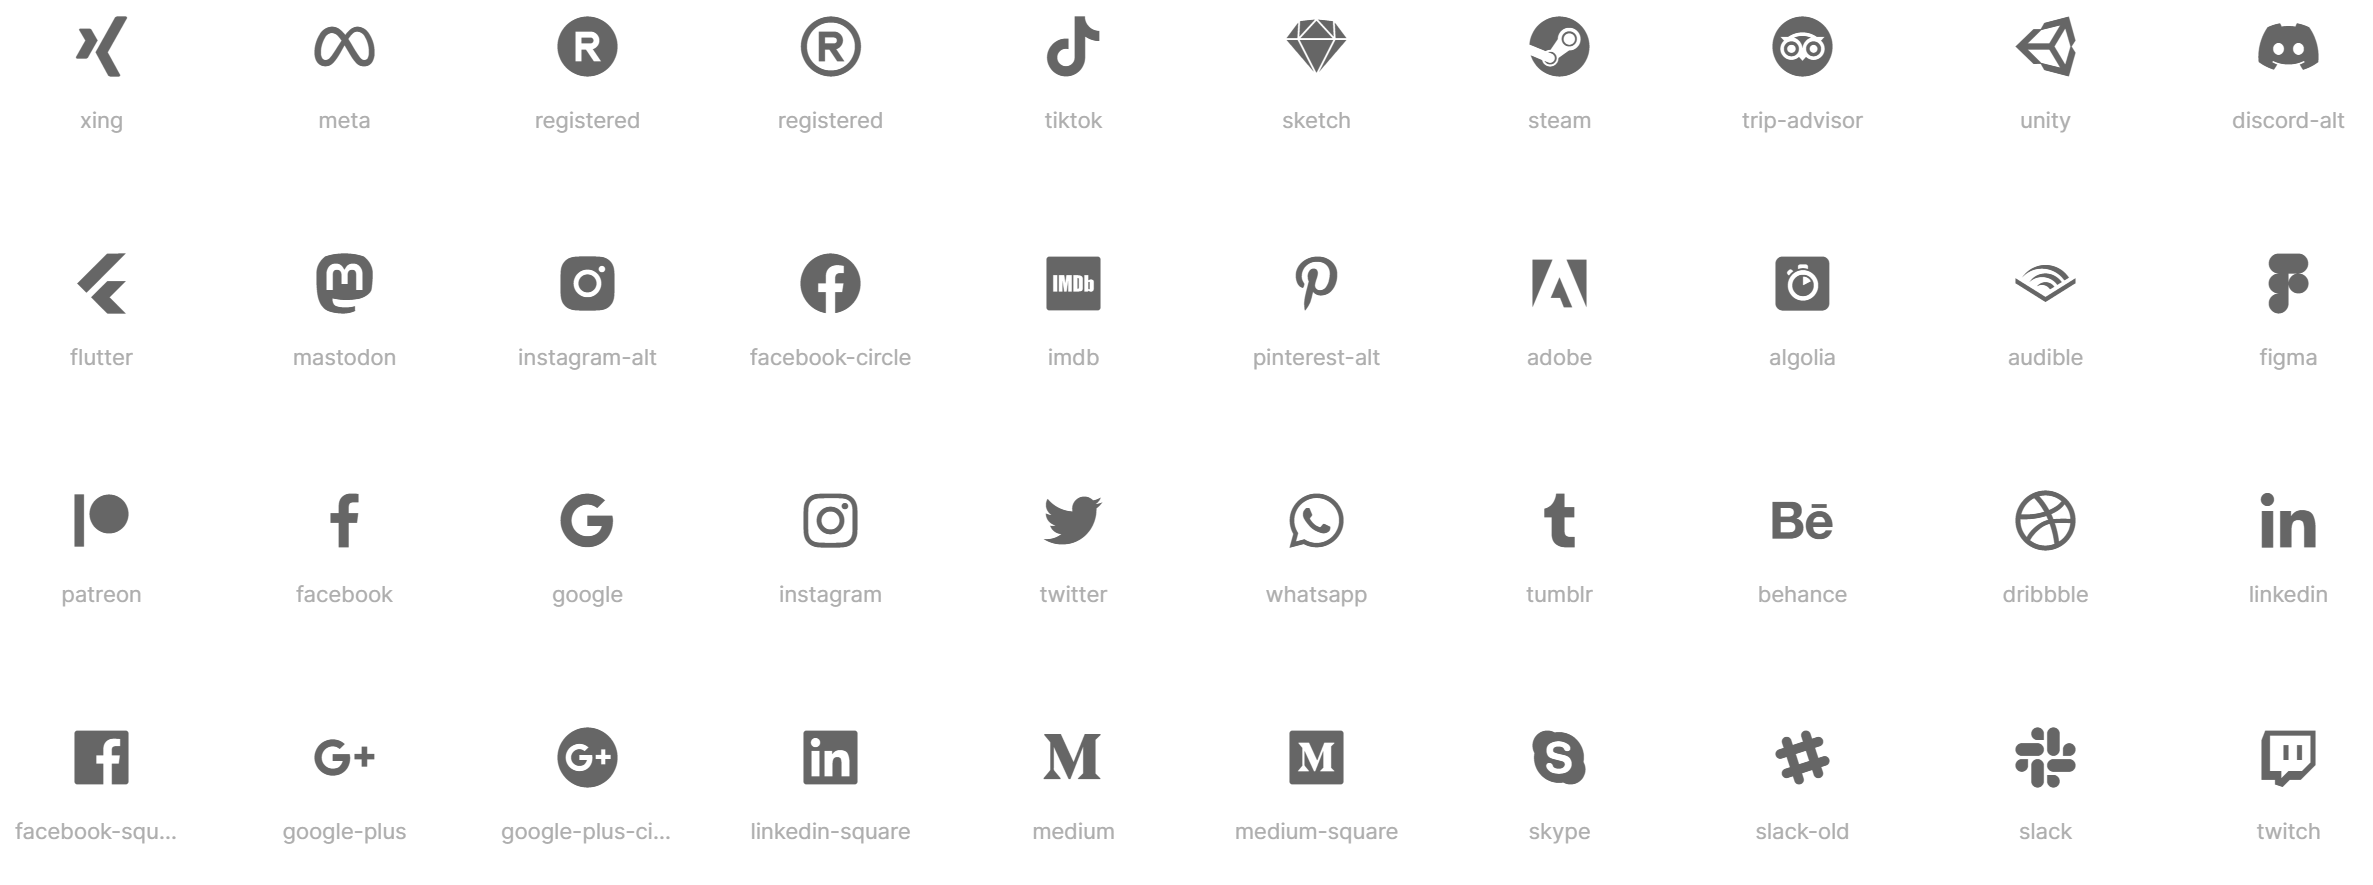 xing meta registered registered tiktok sketch steam trip-advisor unity discord-alt
IMDb
flutter mastodon instagram-alt facebook-circle imdb pinterest-alt adobe algolia audible figma
Bē in
patreon facebook google instagram twitter whatsapp tumblr behance dribbble linkedin
G+ G+ in M M S
facebook-squ... google-plus google-plus-ci... linkedin-square medium medium-square skype slack-old slack twitch